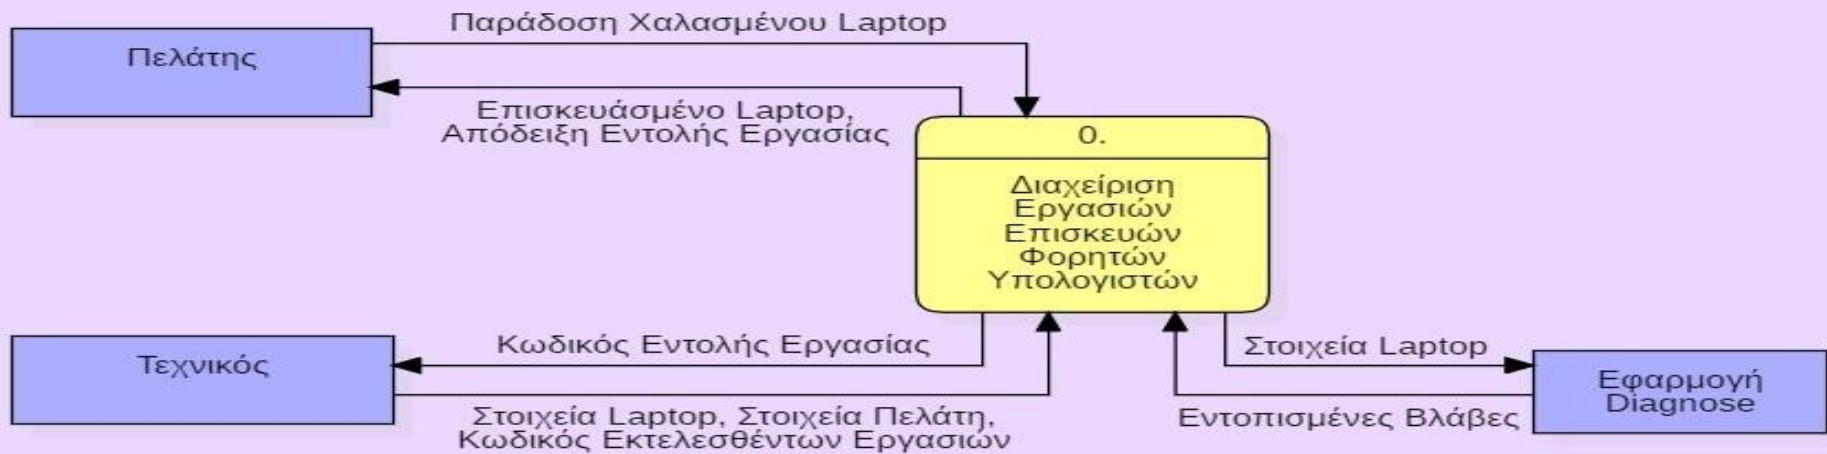 Παράδοση Χαλασμένου Laptop
Πελάτης
Επισκευάσμένο Laptop,
Απόδειξη Εντολής Εργασίας
0.
Διαχείριση
Εργασιών
Επισκευών
Φορητών
Υπολογιστών
Κωδικός Εντολής Εργασίας
Τεχνικός
Στοιχεία Laptop, Στοιχεία Πελάτη,
Κωδικός Εκτελεσθέντων Εργασιών
Στοιχεία Laptop
Εφαρμογή
Diagnose
Εντοπισμένες Βλάβες